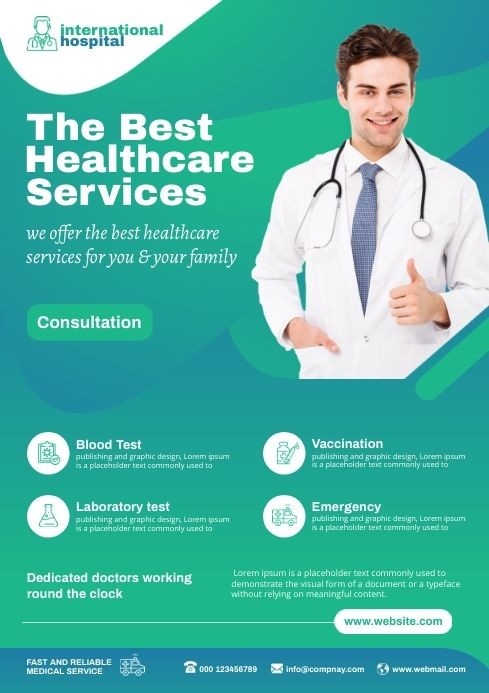 international
hospital
The Best
Healthcare
Services
we offer the best healthcare
services for you & your family
Consultation
Blood Test
publishing and graphic design, Lorem ipsum
is a placeholder text commonly used to
Vaccination
publishing and graphic design, Lorem ipsum
is a placeholder text commonly used to
Laboratory test
publishing and graphic design, Lorem ipsum
is a placeholder text commonly used to
Emergency
publishing and graphic design, Lorem ipsum
is a placeholder text commonly used to
Dedicated doctors working
round the clock
Lorem ipsum is a placeholder text commonly used to
demonstrate the visual form of a document or a typeface
without relying on meaningful content.
www.website.com
FAST AND RELIABLE
MEDICAL SERVICE
000 123456789
info@compnay.com
www.webmail.com